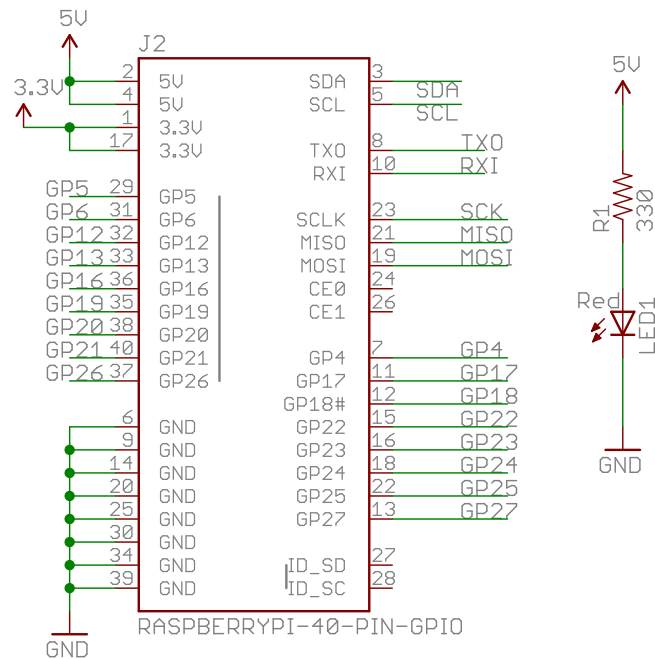 5V
J2
5V
3.3V
2 5V SDA 3 SDA
4 5V SCL 5 SCL
1 3.3V
17 3.3V TXO 8 TXO
RXI 10 RXI
GP5 29 GP5
GP6 31 GP6 SCLK 23 SCK
GP12 32 GP12 MISO 21 MISO
GP13 33 GP13 MOSI 19 MOSI
GP16 36 GP16 CE0 24
GP19 35 GP19 CE1 26
GP20 38 GP20
GP21 40 GP21 GP4 7 GP4
GP26 37 GP26 GP17 11 GP17
GP18# 12 GP18
6 GND GP22 15 GP22
9 GND GP23 16 GP23
14 GND GP24 18 GP24
20 GND GP25 22 GP25
25 GND GP27 13 GP27
30 GND
34 GND ID_SD 27
39 GND ID_SC 28
RASPBERRYPI-40-PIN-GPIO
GND
R1
330
Red
LED1
GND